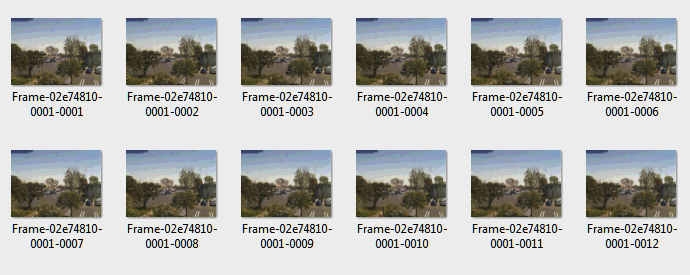 Frame-02e74810-
0001-0001
Frame-02e74810-
0001-0002
Frame-02e74810-
0001-0003
Frame-02e74810-
0001-0004
Frame-02e74810-
0001-0005
Frame-02e74810-
0001-0006
Frame-02e74810-
0001-0007
Frame-02e74810-
0001-0008
Frame-02e74810-
0001-0009
Frame-02e74810-
0001-0010
Frame-02e74810-
0001-0011
Frame-02e74810-
0001-0012